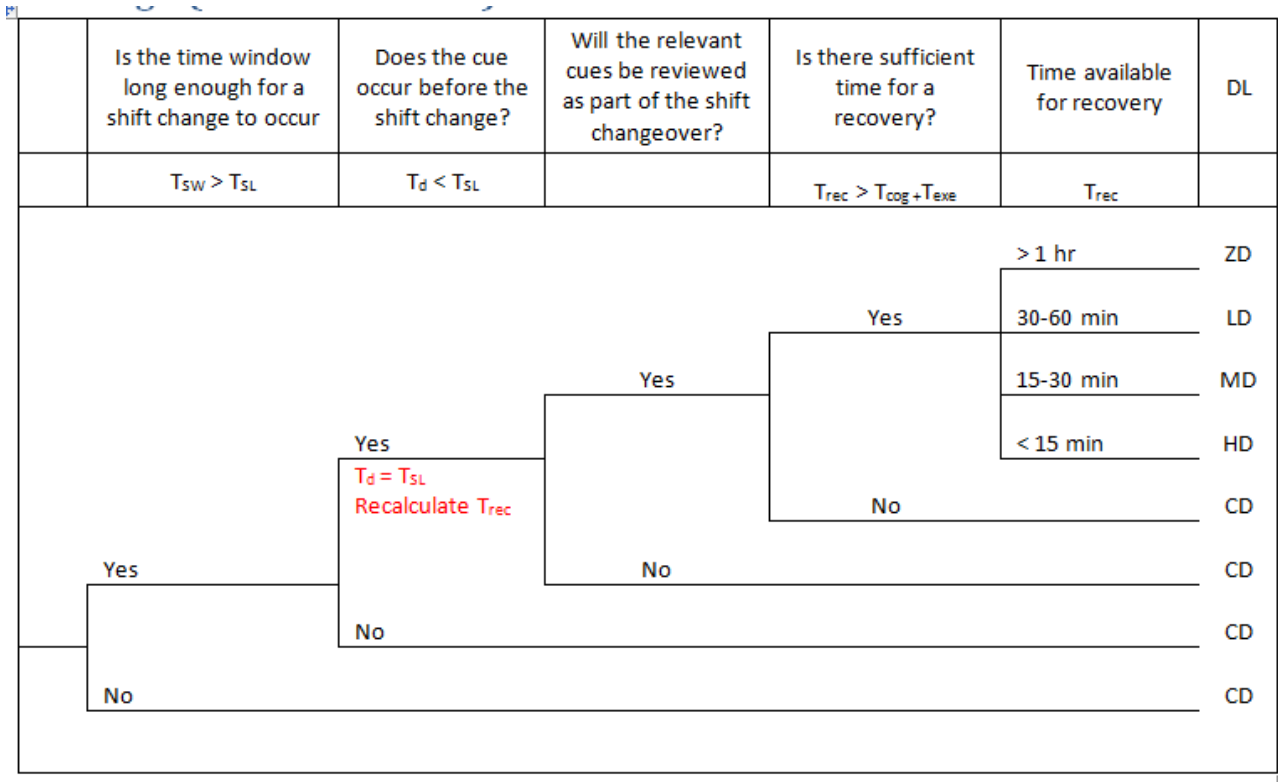 Is the time window
long enough for a
shift change to occur
Does the cue
occur before the
shift change?
Will the relevant
cues be reviewed
as part of the shift
changeover?
Is there sufficient
time for a
recovery?
Time available
for recovery
DL
TSW > TSL
Td < TSL
Trec > Tcog +Texe
Trec
> 1 hr
ZD
Yes
30-60 min
LD
Yes
15-30 min
MD
Yes
< 15 min
HD
Td = TSL
Recalculate Trec
No
CD
Yes
No
CD
No
CD
No
CD